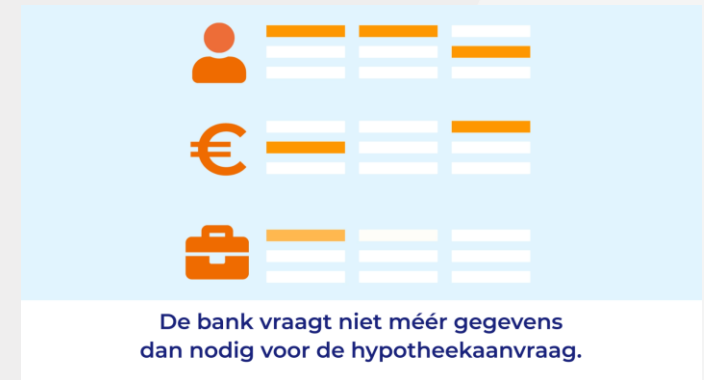 €
De bank vraagt niet méér gegevens
dan nodig voor de hypotheekaanvraag.